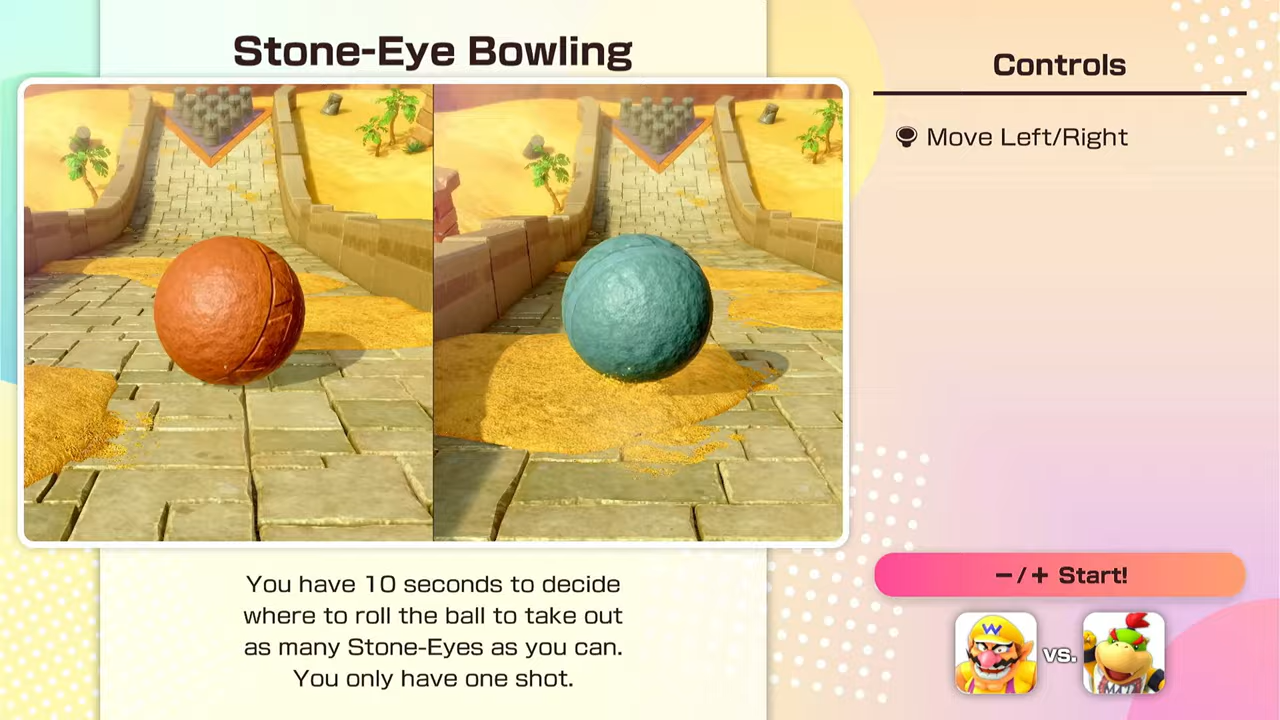 Stone-Eye Bowling
You have 10 seconds to decide
where to roll the ball to take out
as many Stone-Eyes as you can.
You only have one shot.
Controls
Move Left/Right
−/+ Start!
W
vs.